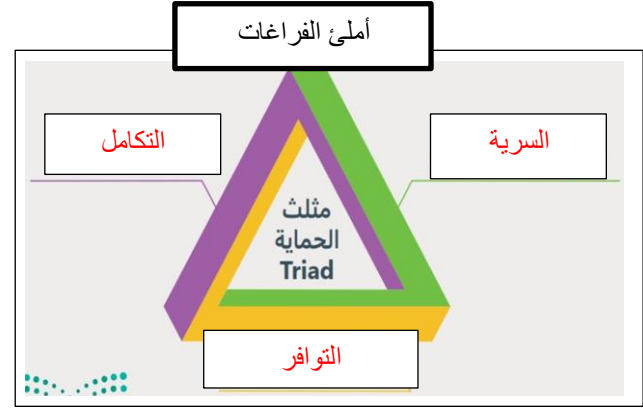 أملئ الفراغات
السرية
التكامل
مثلث
الحماية
Triad
التوافر